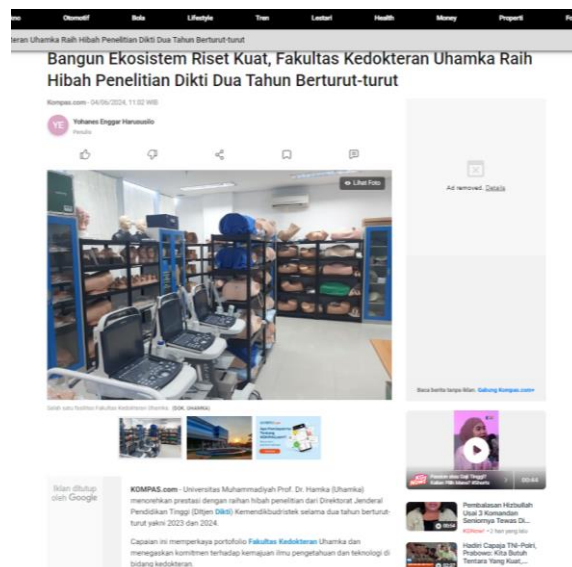 Otomotif Bola Lifestyle Tren Lestari Health Money Properti
eran Uhamka Raih Hibah Penelitian Dikti Dua Tahun Berturut-turut
Bangun Ekosistem Riset Kuat, Fakultas Kedokteran Uhamka Raih
Hibah Penelitian Dikti Dua Tahun Berturut-turut
Kompas.com - 04/06/2024, 11:02 WIB
YE
Yohanes Enggar Harususilo
Penulis
Lihat Foto
Ad removed. Details
Baca berita tanpa iklan. Gabung Kompas.com+
Salah satu fasilitas Fakultas Kedokteran Uhamka. (DOK. UHAMKA)
Iklan ditutup
oleh Google
KOMPAS.com - Universitas Muhammadiyah Prof. Dr. Hamka (Uhamka)
menorehkan prestasi dengan raihan hibah penelitian dari Direktorat Jenderal
Pendidikan Tinggi (Ditjen Dikti) Kemendikbudristek selama dua tahun berturut-
turut yakni 2023 dan 2024.
Capaian ini memperkaya portofolio Fakultas Kedokteran Uhamka dan
menegaskan komitmen terhadap kemajuan ilmu pengetahuan dan teknologi di
bidang kedokteran.
00:44
Pembalasan Hizbullah
Usai 3 Komandan
Seniornya Tewas Di...
00:54
Hadiri Capaja TNI-Polri,
Prabowo: Kita Butuh
Tentara Yang Kuat,...